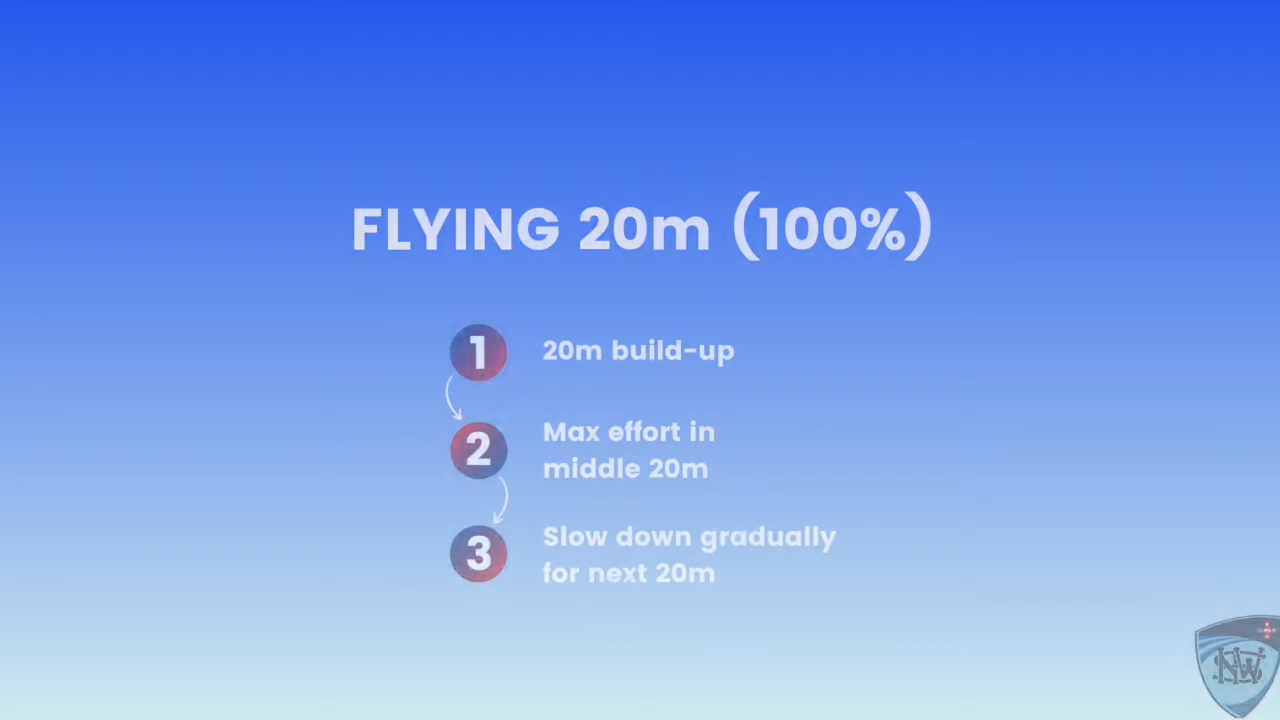 FLYING 20m (100%)
1 20m build-up
2 Max effort in
middle 20m
3 Slow down gradually
for next 20m
NSW